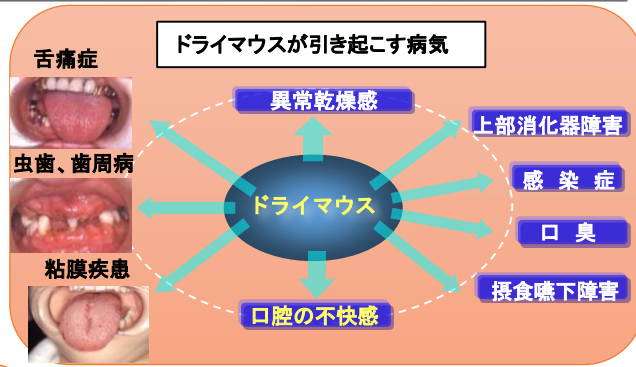 ドライマウスが引き起こす病気
舌痛症
虫歯、歯周病
粘膜疾患
異常乾燥感
ドライマウス
口腔の不快感
上部消化器障害
感 染 症
口 臭
摂食嚥下障害